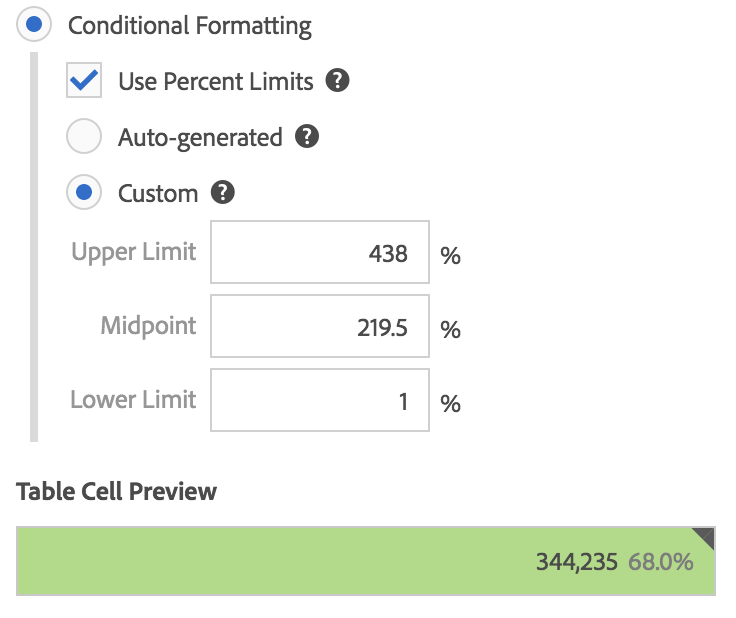 Conditional Formatting
Use Percent Limits ?
Auto-generated ?
Custom ?
Upper Limit 438 %
Midpoint 219.5 %
Lower Limit 1 %
Table Cell Preview
344,235 68.0%